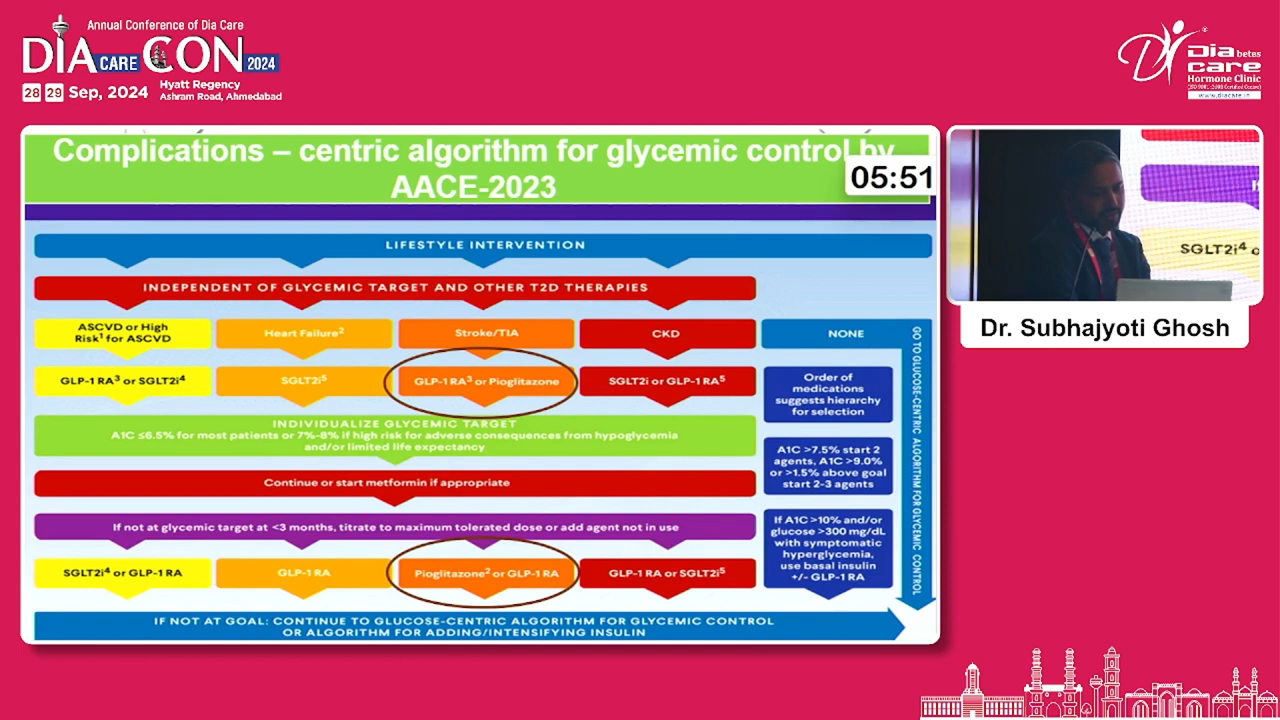 Annual Conference of Dia Care
DIA CARE CON 2024
28 29 Sep, 2024
Hyatt Regency
Ashram Road, Ahmedabad
Diabetes
care
Hormone Clinic
www.diacare.in
Complications – centric algorithm for glycemic control by
AACE-2023
05:51
LIFESTYLE INTERVENTION
INDEPENDENT OF GLYCEMIC TARGET AND OTHER T2D THERAPIES
ASCVD or High
Risk¹ for ASCVD
Heart Failure²
Stroke/TIA
CKD
NONE
GLP-1 RA³ or SGLT2i⁴
SGLT2i⁵
GLP-1 RA³ or Pioglitazone
SGLT2i or GLP-1 RA⁵
Order of
medications
suggests hierarchy
for selection
INDIVIDUALIZE GLYCEMIC TARGET
A1C ≤6.5% for most patients or 7%-8% if high risk for adverse consequences from hypoglycemia
and/or limited life expectancy
A1C >7.5% start 2
agents, A1C >9.0%
or >1.5% above goal
start 2-3 agents
Continue or start metformin if appropriate
If not at glycemic target at <3 months, titrate to maximum tolerated dose or add agent not in use
If A1C >10% and/or
glucose >300 mg/dL
with symptomatic
hyperglycemia,
use basal insulin
+/- GLP-1 RA
SGLT2i⁴ or GLP-1 RA
GLP-1 RA
Pioglitazone² or GLP-1 RA
GLP-1 RA or SGLT2i⁵
GO TO GLUCOSE-CENTRIC ALGORITHM FOR GLYCEMIC CONTROL
IF NOT AT GOAL: CONTINUE TO GLUCOSE-CENTRIC ALGORITHM FOR GLYCEMIC CONTROL
OR ALGORITHM FOR ADDING/INTENSIFYING INSULIN
SGLT2i⁴ o
Dr. Subhajyoti Ghosh